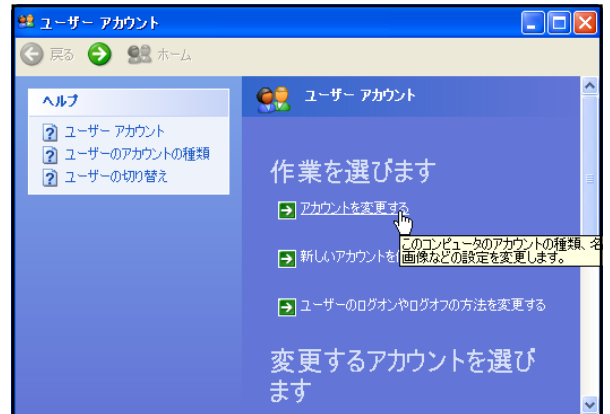 ユーザー アカウント
戻る ホーム
ヘルプ
ユーザー アカウント
ユーザーのアカウントの種類
ユーザーの切り替え
ユーザー アカウント
作業を選びます
アカウントを変更する
このコンピュータのアカウントの種類、名
画像などの設定を変更します。
新しいアカウントを
ユーザーのログオンやログオフの方法を変更する
変更するアカウントを選び
ます